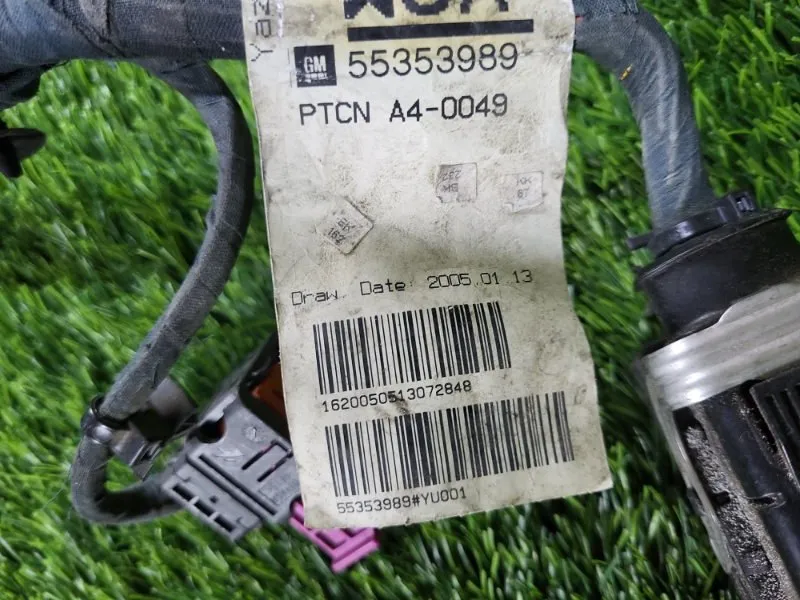 GM
55353989
PTCN A4-0049
Draw. Date: 2005.01.13
1620050513072848
55353989#YU001